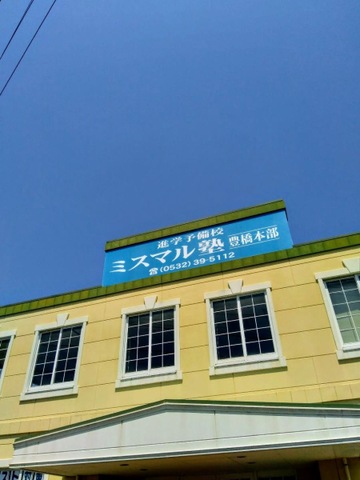 進学予備校
ミスマル塾 豊橋本部
☎(0532)39-5112